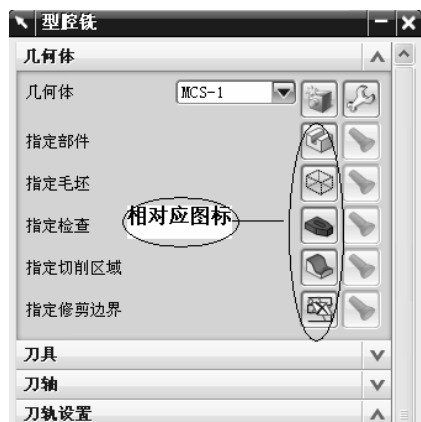 型腔铣
几何体
几何体 MCS-1
指定部件
指定毛坯
指定检查
相对应图标
指定切削区域
指定修剪边界
刀具
刀轴
刀轨设置